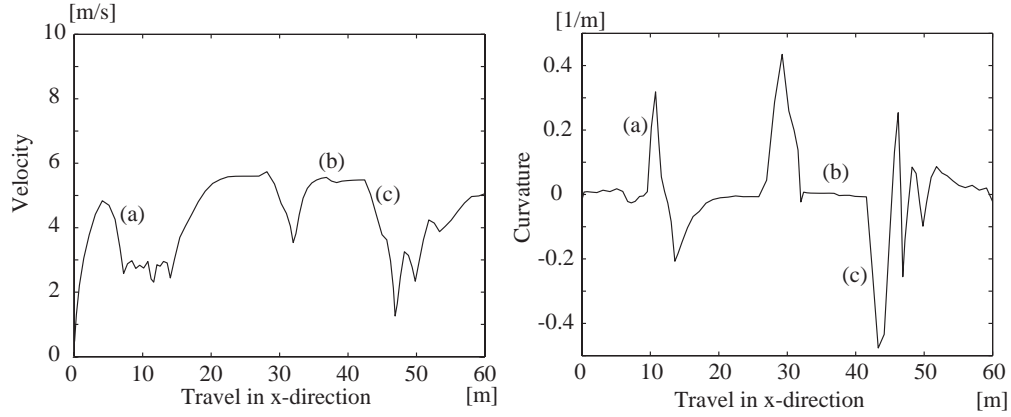 [m/s]
10
8
6
4
2
0
Velocity
(a)
(b)
(c)
0
10
20
30
40
50
60
Travel in x-direction
[m]
[1/m]
0.4
0.2
0
-0.2
-0.4
Curvature
(a)
(b)
(c)
0
10
20
30
40
50
60
Travel in x-direction
[m]